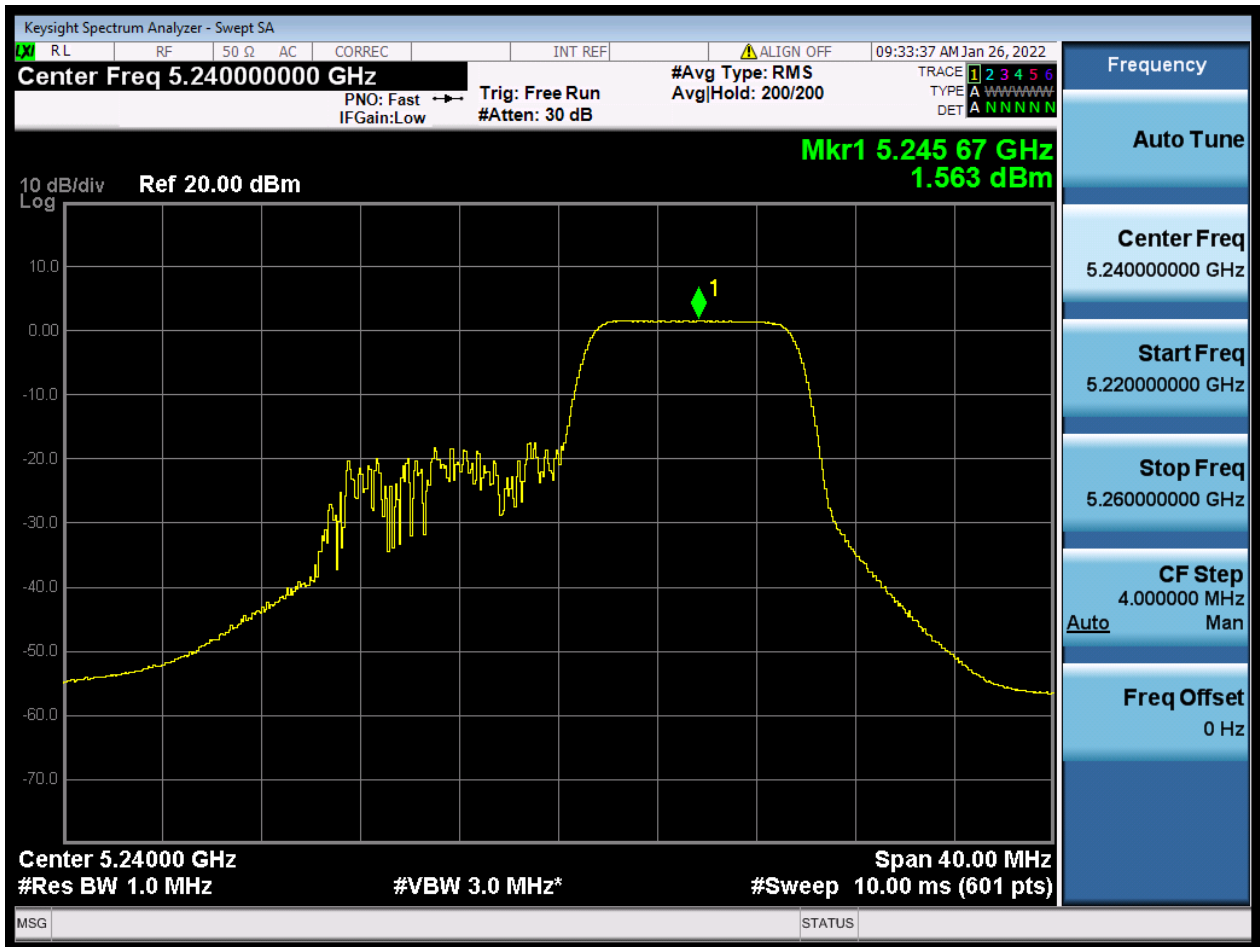 Keysight Spectrum Analyzer - Swept SA
LXI RL RF 50 Ω AC CORREC INT REF ALIGN OFF 09:33:37 AM Jan 26, 2022
Center Freq 5.240000000 GHz
PNO: Fast
IFGain:Low
Trig: Free Run
#Atten: 30 dB
#Avg Type: RMS
Avg|Hold: 200/200
TRACE 1 2 3 4 5 6
TYPE A WWWWW
DET A N N N N N
Mkr1 5.245 67 GHz
1.563 dBm
10 dB/div Ref 20.00 dBm
Log
1
10.0
0.00
-10.0
-20.0
-30.0
-40.0
-50.0
-60.0
-70.0
Center 5.24000 GHz Span 40.00 MHz
#Res BW 1.0 MHz #VBW 3.0 MHz* #Sweep 10.00 ms (601 pts)
MSG STATUS
Frequency
Auto Tune
Center Freq
5.240000000 GHz
Start Freq
5.220000000 GHz
Stop Freq
5.260000000 GHz
CF Step
4.000000 MHz
Auto Man
Freq Offset
0 Hz